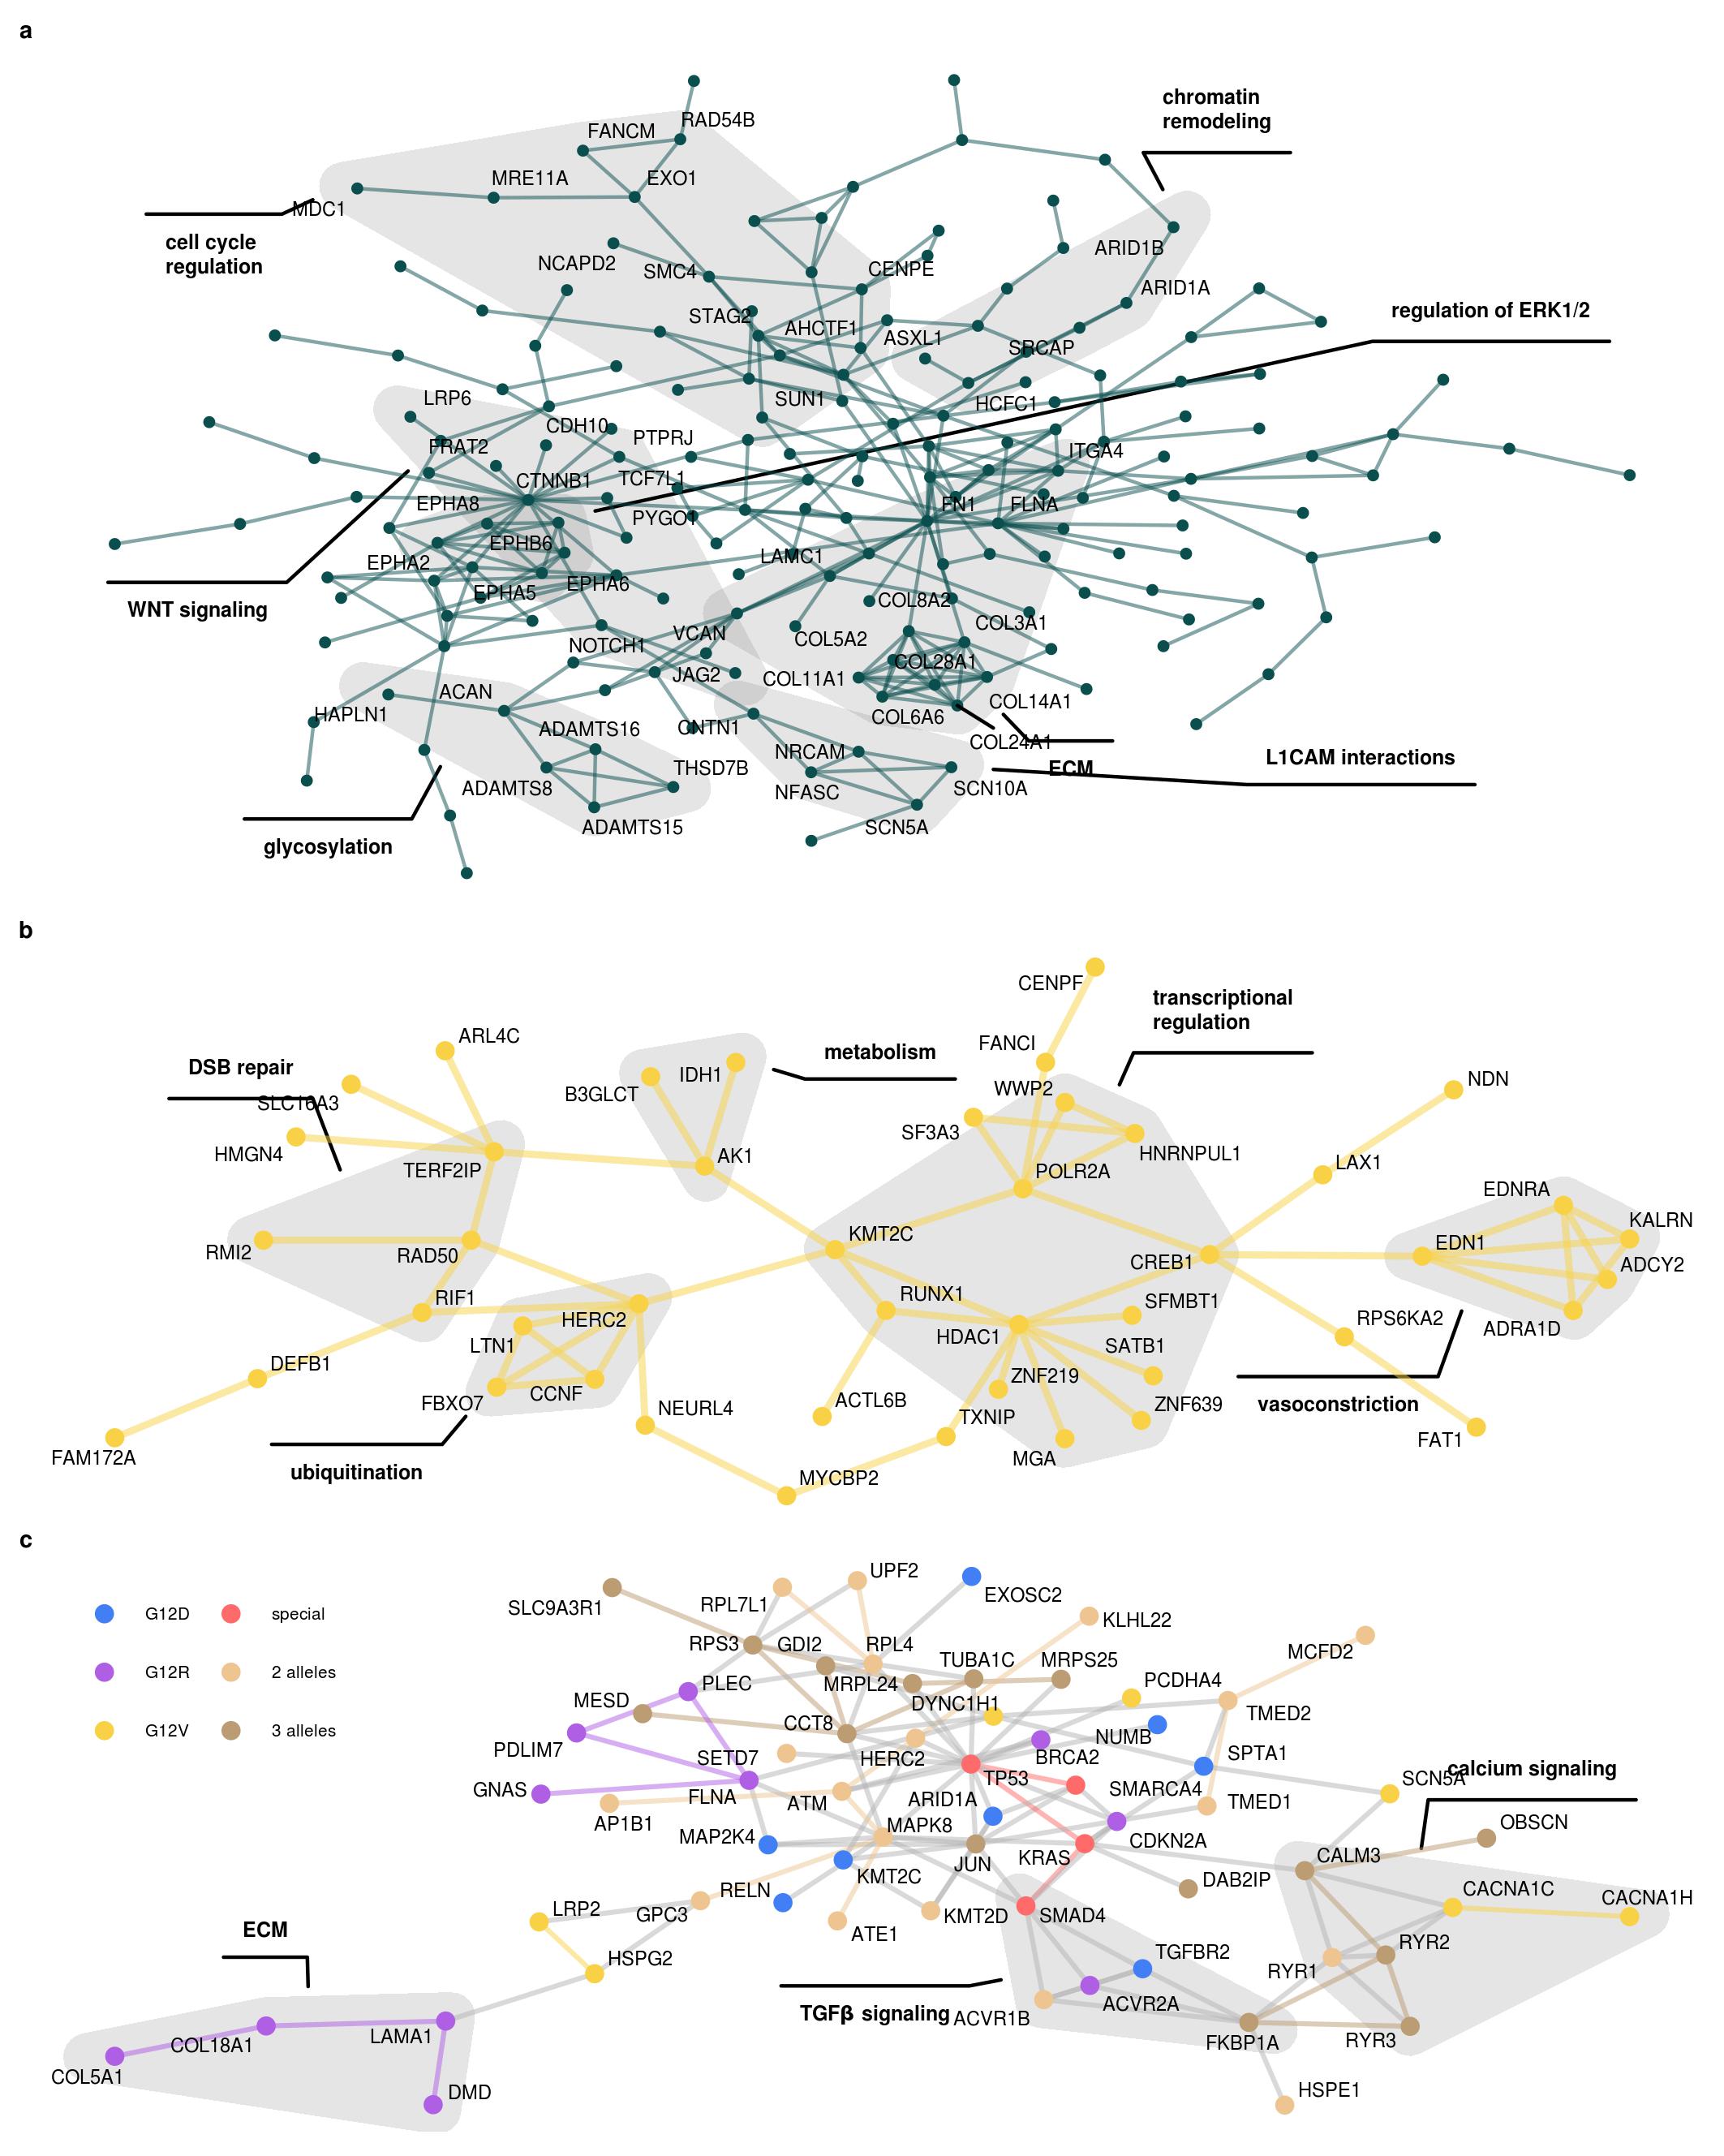 a
chromatin
remodeling
RAD54B
FANCM
MRE11A
EXO1
MDC1
cell cycle
regulation
ARID1B
NCAPD2
SMC4
CENPE
ARID1A
regulation of ERK1/2
STAG2
AHCTF1
ASXL1
SRCAP
LRP6
SUN1
HCFC1
CDH10
PTPRJ
FRAT2
ITGA4
CTNNB1
TCF7L1
EPHA8
FN1
FLNA
PYGO1
EPHB6
LAMC1
EPHA2
EPHA6
EPHA5
COL8A2
WNT signaling
COL3A1
VCAN
COL5A2
NOTCH1
COL28A1
JAG2
COL11A1
ACAN
COL14A1
HAPLN1
COL6A6
ADAMTS16
CNTN1
COL24A1
NRCAM
L1CAM interactions
THSD7B
ECM
ADAMTS8
NFASC
SCN10A
ADAMTS15
SCN5A
glycosylation
b
CENPF
transcriptional
regulation
ARL4C
FANCI
metabolism
DSB repair
IDH1
NDN
B3GLCT
WWP2
SLC16A3
SF3A3
HMGN4
AK1
HNRNPUL1
LAX1
TERF2IP
POLR2A
EDNRA
KALRN
KMT2C
RMI2
RAD50
EDN1
CREB1
ADCY2
RIF1
RUNX1
SFMBT1
HERC2
RPS6KA2
HDAC1
ADRA1D
LTN1
SATB1
DEFB1
ZNF219
CCNF
ACTL6B
FBXO7
ZNF639
vasoconstriction
NEURL4
TXNIP
FAT1
FAM172A
MGA
ubiquitination
MYCBP2
c
UPF2
EXOSC2
SLC9A3R1
RPL7L1
G12D
special
KLHL22
RPS3
GDI2
RPL4
MCFD2
TUBA1C
MRPS25
G12R
2 alleles
PLEC
MRPL24
PCDHA4
MESD
DYNC1H1
TMED2
CCT8
G12V
3 alleles
NUMB
PDLIM7
SETD7
HERC2
BRCA2
SPTA1
calcium signaling
TP53
SCN5A
GNAS
FLNA
ATM
ARID1A
SMARCA4
TMED1
AP1B1
MAPK8
OBSCN
MAP2K4
CDKN2A
JUN
KRAS
CALM3
KMT2C
DAB2IP
RELN
CACNA1C
CACNA1H
LRP2
GPC3
KMT2D
SMAD4
ECM
ATE1
RYR2
TGFBR2
HSPG2
RYR1
ACVR2A
TGFβ signaling
ACVR1B
LAMA1
FKBP1A
RYR3
COL18A1
COL5A1
DMD
HSPE1